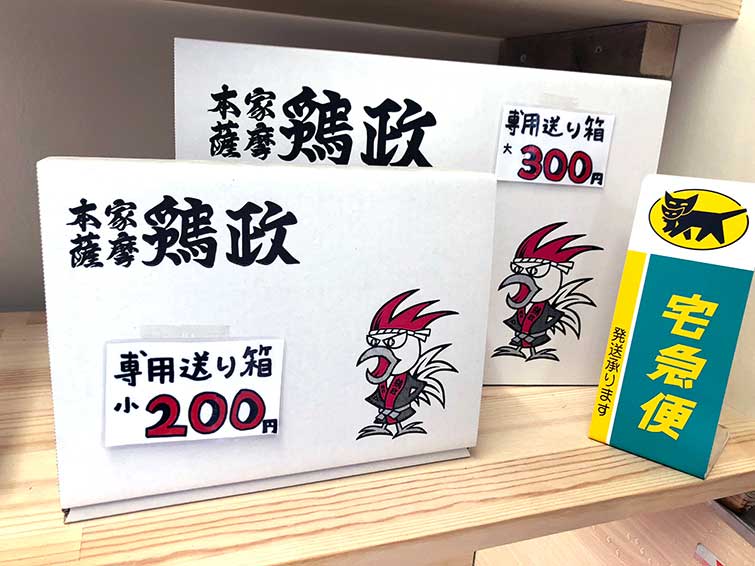 本家
薩摩
鶏政
専用送り箱
大 300円
本家
薩摩
鶏政
専用送り箱
小 200円
宅急便
発送承ります